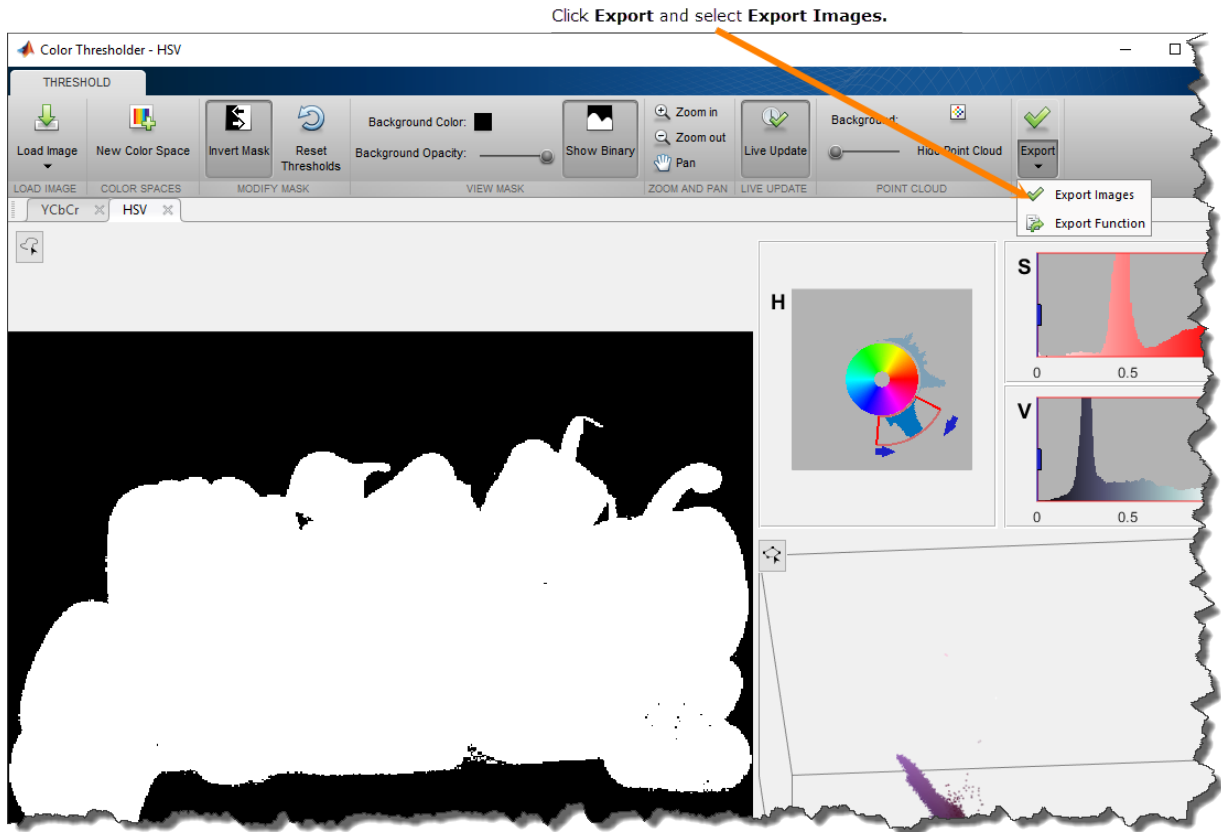 Click Export and select Export Images.
Color Thresholder - HSV
THRESHOLD
Load Image
New Color Space
Invert Mask
Reset Thresholds
Background Color:
Background Opacity:
Show Binary
Zoom in
Zoom out
Pan
Live Update
Background:
Hide Point Cloud
Export
LOAD IMAGE COLOR SPACES MODIFY MASK VIEW MASK ZOOM AND PAN LIVE UPDATE POINT CLOUD
Export Images
Export Function
YCbCr HSV
H
S
0 0.5
V
0 0.5